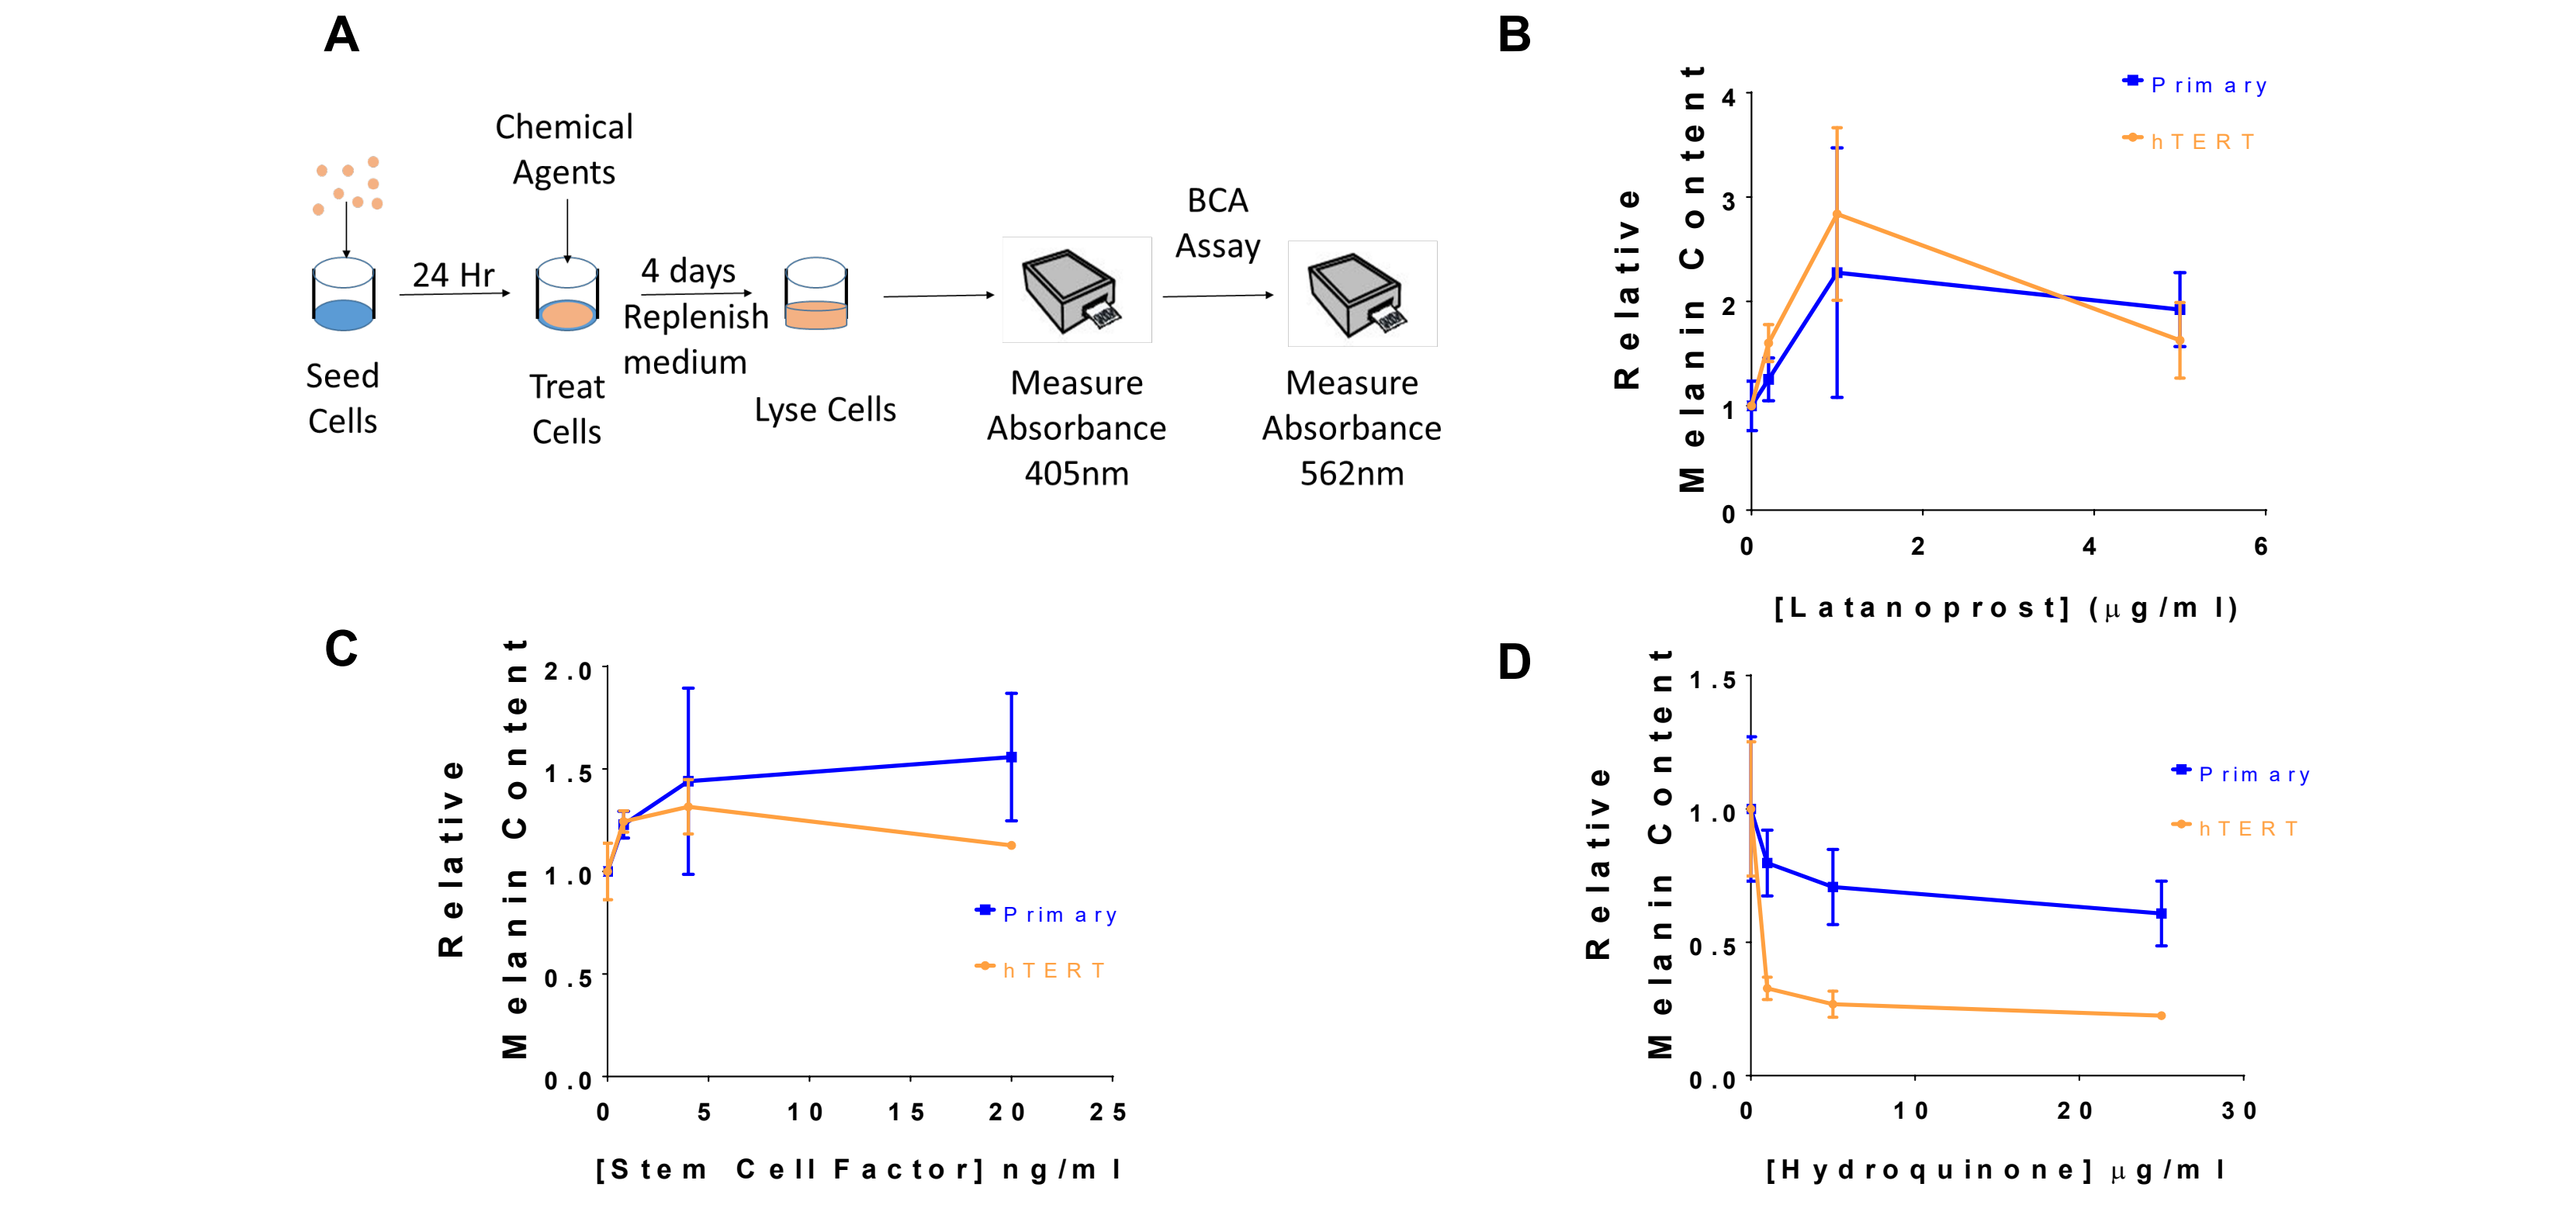 A
Chemical
Agents
24 Hr
4 days
Replenish
medium
BCA
Assay
Seed
Cells
Treat
Cells
Lyse Cells
Measure
Absorbance
405nm
Measure
Absorbance
562nm
B
Relative
Melanin Content
4
3
2
1
0
0 2 4 6
[Latanoprost] (μg/ml)
Primary
hTERT
C
Relative
Melanin Content
2.0
1.5
1.0
0.5
0.0
0 5 10 15 20 25
[Stem Cell Factor] ng/ml
Primary
hTERT
D
Relative
Melanin Content
1.5
1.0
0.5
0.0
0 10 20 30
[Hydroquinone] μg/ml
Primary
hTERT